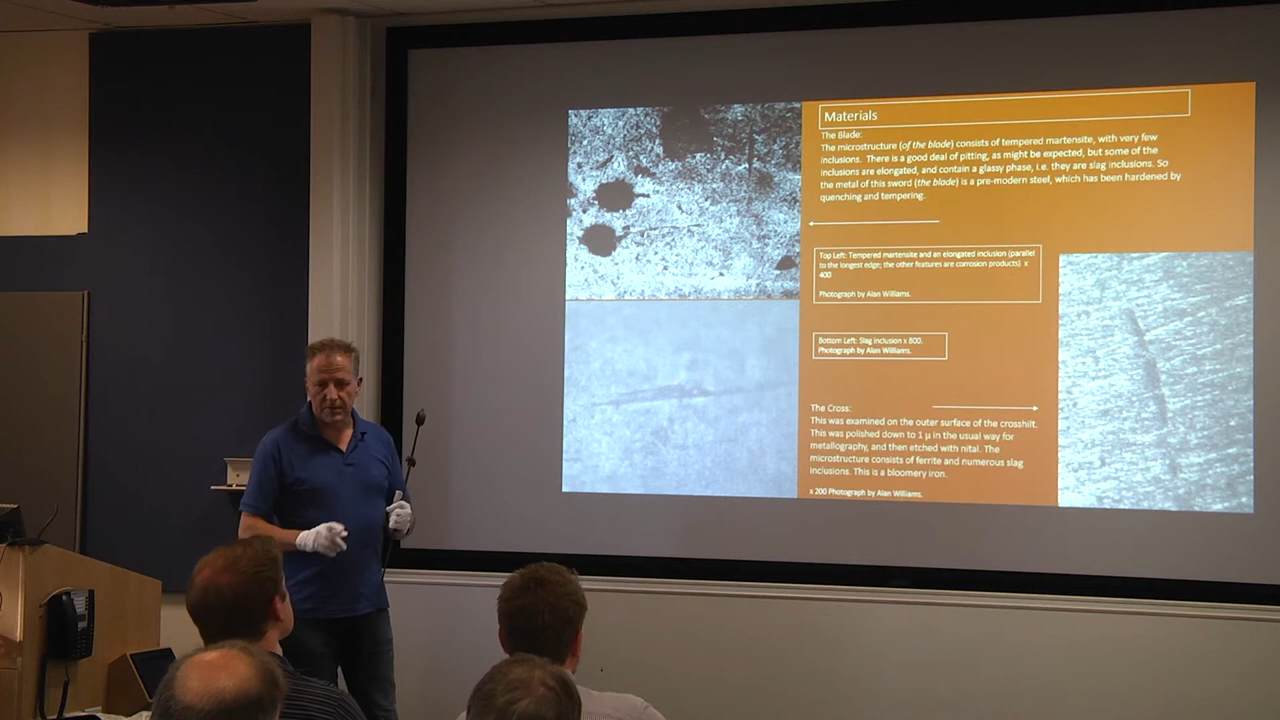 Materials
The Blade:
The microstructure (of the blade) consists of tempered martensite, with very few
inclusions. There is a good deal of pitting, as might be expected, but some of the
inclusions are elongated, and contain a glassy phase, i.e. they are slag inclusions. So
the metal of this sword (the blade) is a pre-modern steel, which has been hardened by
quenching and tempering.
Top Left: Tempered martensite and an elongated inclusion (parallel
to the longest edge; the other features are corrosion products) x
400
Photograph by Alan Williams.
Bottom Left: Slag inclusion x 800.
Photograph by Alan Williams.
The Cross:
This was examined on the outer surface of the crosshilt.
This was polished down to 1 µ in the usual way for
metallography, and then etched with nital. The
microstructure consists of ferrite and numerous slag
inclusions. This is a bloomery iron.
x 200 Photograph by Alan Williams.